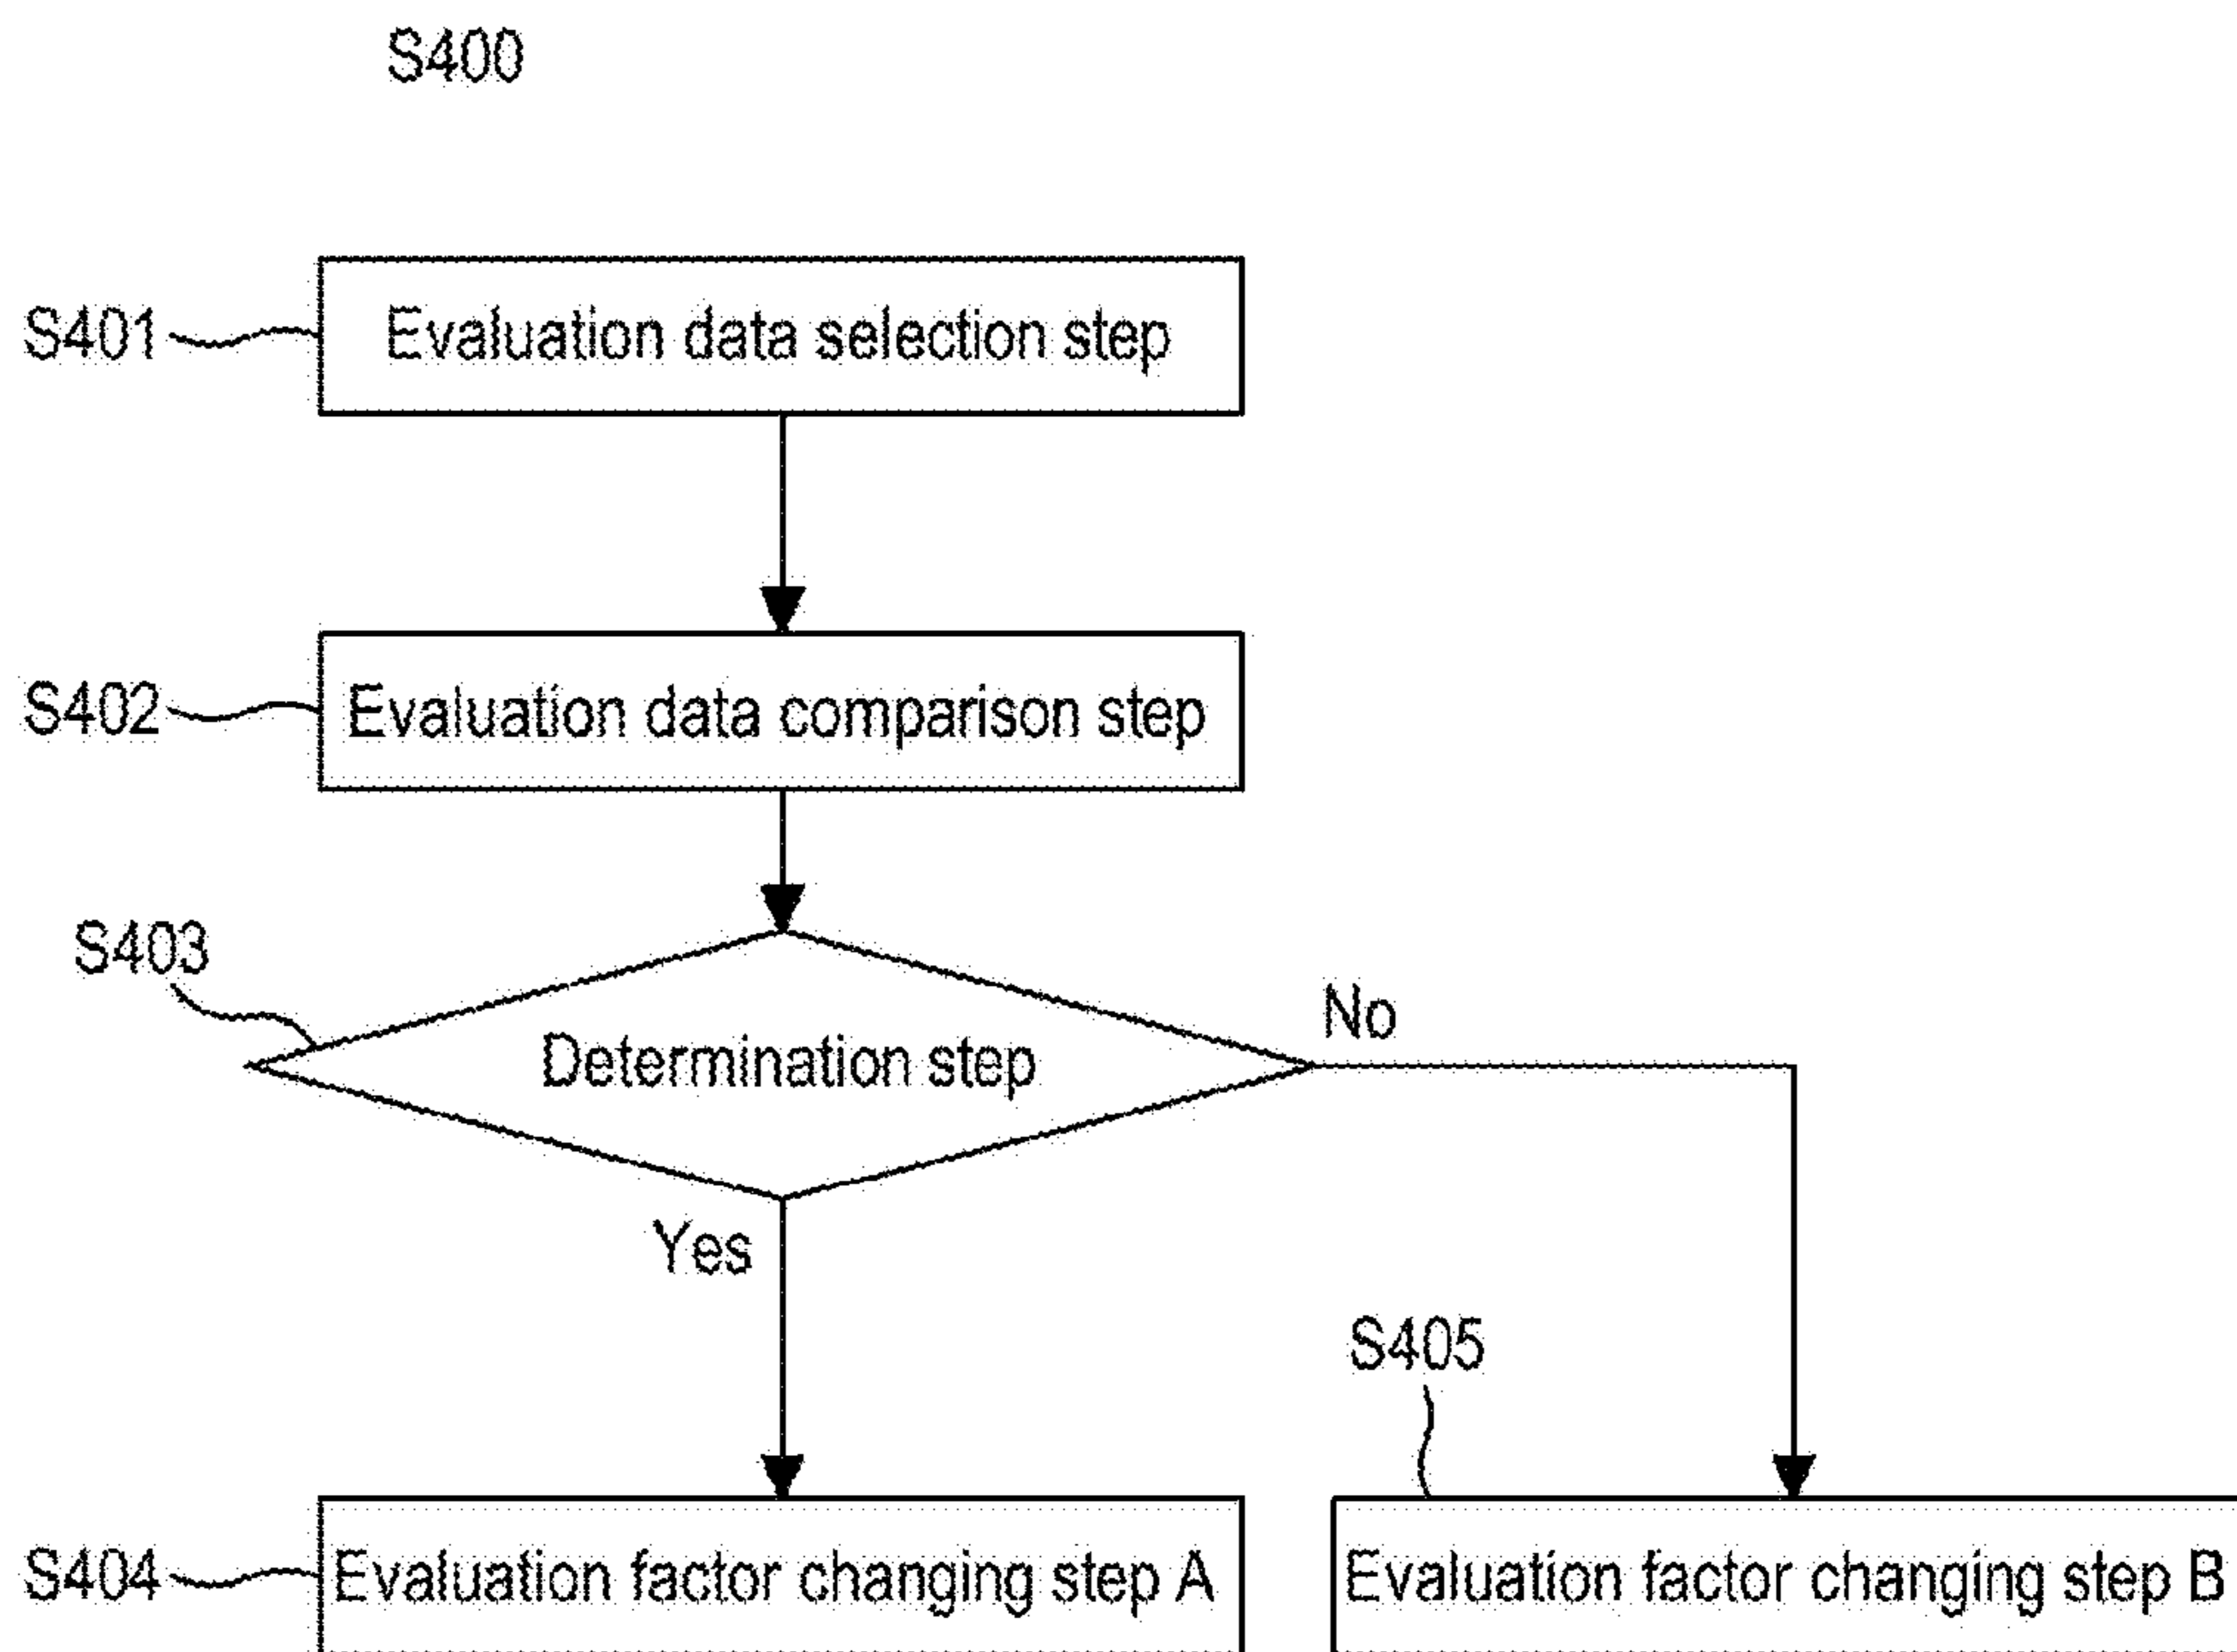 S400
S401
Evaluation data selection step
S402
Evaluation data comparison step
S403
Determination step
No
Yes
S405
S404
Evaluation factor changing step A
Evaluation factor changing step B